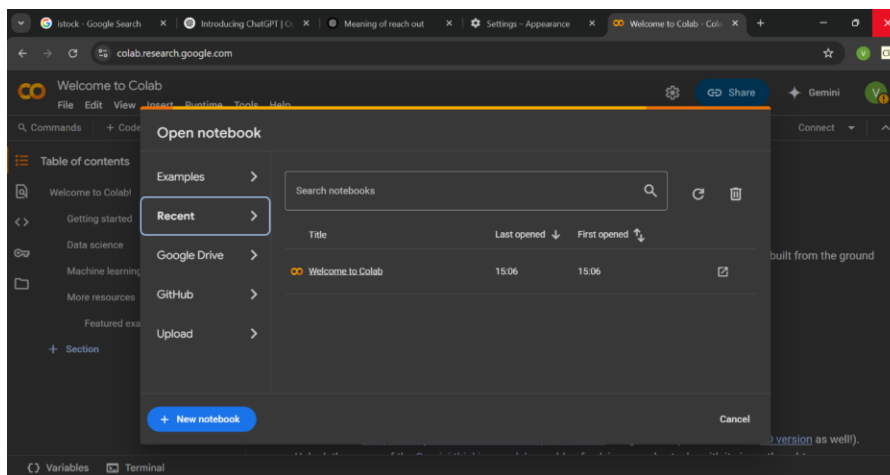 istock - Google Search
Introducing ChatGPT | O
Meaning of reach out
Settings – Appearance
Welcome to Colab - Cola
colab.research.google.com
Welcome to Colab
File Edit View Insert Runtime Tools Help
Share
Gemini
V
Commands + Code
Connect
Open notebook
Table of contents
Welcome to Colab!
Getting started
Data science
Machine learning
More resources
Featured exa
+ Section
Examples
Recent
Google Drive
GitHub
Upload
Search notebooks
Title Last opened First opened
Welcome to Colab 15:06 15:06
built from the ground
+ New notebook
Cancel
version as well!).
Variables Terminal